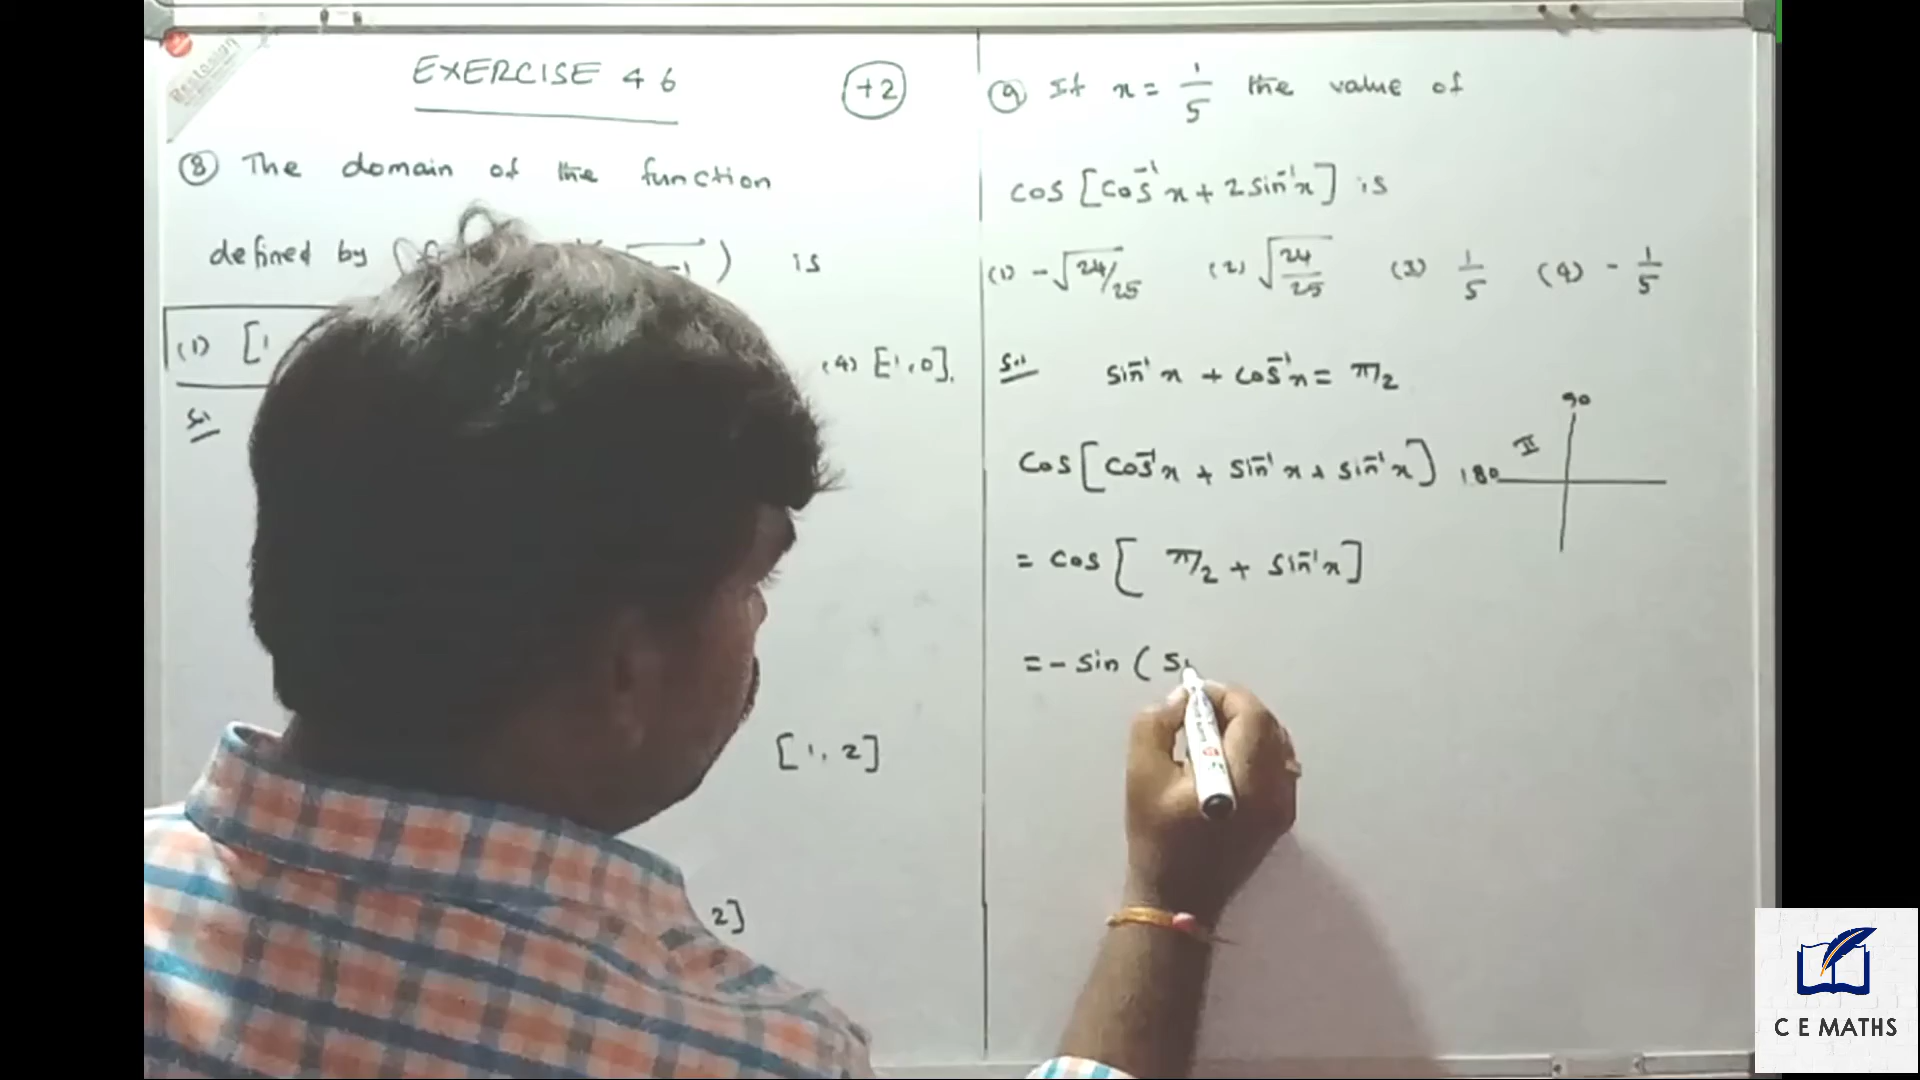 EXERCISE 4 6
+2
(8) The domain of the function
defined by ) is
(1) [1
(4) [-1, 0].
Sol
[1, 2]
2]
(9) If x = 1/5 the value of
cos [cos⁻¹x + 2 sin⁻¹x] is
(1) -√24/25 (2) √(24/25) (3) 1/5 (4) - 1/5
Sol sin⁻¹x + cos⁻¹x = π/2
90
II
180
cos [cos⁻¹x + sin⁻¹x + sin⁻¹x]
= cos [ π/2 + sin⁻¹x]
= - sin ( s
C E MATHS